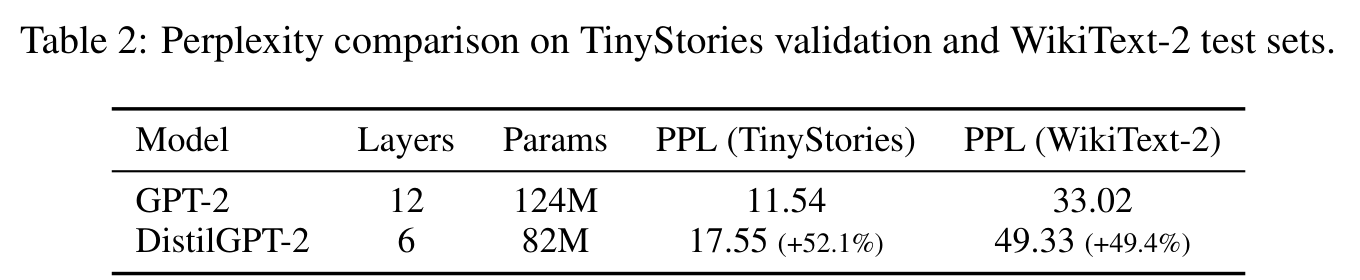 Table 2: Perplexity comparison on TinyStories validation and WikiText-2 test sets.
Model Layers Params PPL (TinyStories) PPL (WikiText-2)
GPT-2 12 124M 11.54 33.02
DistilGPT-2 6 82M 17.55 (+52.1%) 49.33 (+49.4%)